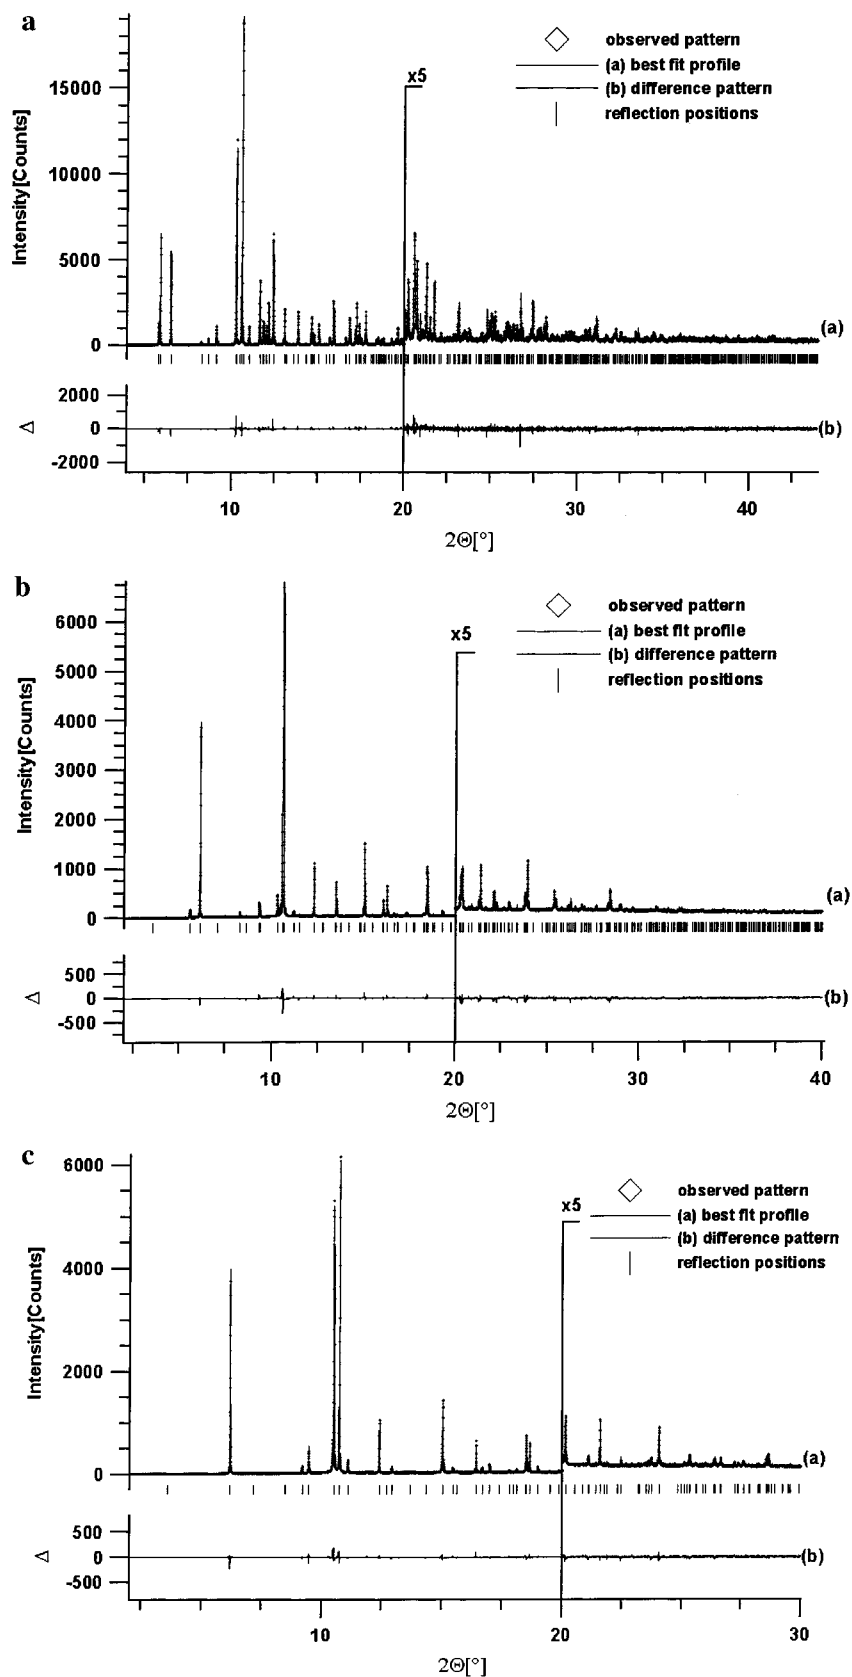 a
observed pattern
(a) best fit profile
(b) difference pattern
reflection positions
x5
Intensity[Counts]
15000
10000
5000
0
(a)
2000
0
-2000
Δ
(b)
10 20 30 40
2Θ[°]
b
observed pattern
(a) best fit profile
(b) difference pattern
reflection positions
x5
Intensity[Counts]
6000
5000
4000
3000
2000
1000
0
(a)
500
0
-500
Δ
(b)
10 20 30 40
2Θ[°]
c
observed pattern
(a) best fit profile
(b) difference pattern
reflection positions
x5
Intensity[Counts]
6000
4000
2000
0
(a)
500
0
-500
Δ
(b)
10 20 30
2Θ[°]